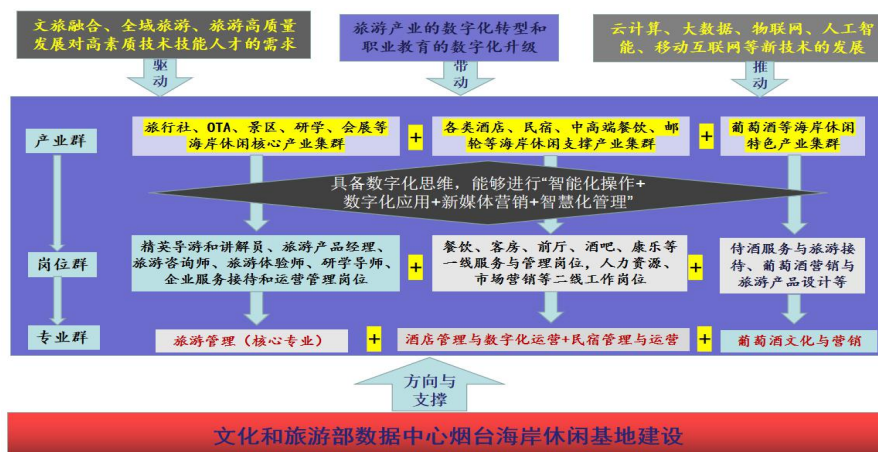 文旅融合、全域旅游、旅游高质量
发展对高素质技术技能人才的需求
旅游产业的数字化转型和
职业教育的数字化升级
云计算、大数据、物联网、人工智
能、移动互联网等新技术的发展
驱
动
带
动
推
动
产业群
旅行社、OTA、景区、研学、会展等
海岸休闲核心产业集群
+
各类酒店、民宿、中高端餐饮、邮
轮等海岸休闲支撑产业集群
+
葡萄酒等海岸休闲
特色产业集群
具备数字化思维，能够进行“智能化操作+
数字化应用+新媒体营销+智慧化管理”
岗位群
精英导游和讲解员、旅游产品经理、
旅游咨询师、旅游体验师、研学导师、
企业服务接待和运营管理岗位
+
餐饮、客房、前厅、酒吧、康乐等
一线服务与管理岗位，人力资源、
市场营销等二线工作岗位
+
侍酒服务与旅游接
待、葡萄酒营销与
旅游产品设计等
专业群
旅游管理（核心专业）
+
酒店管理与数字化运营+民宿管理与运营
+
葡萄酒文化与营销
方向与
支撑
文化和旅游部数据中心烟台海岸休闲基地建设